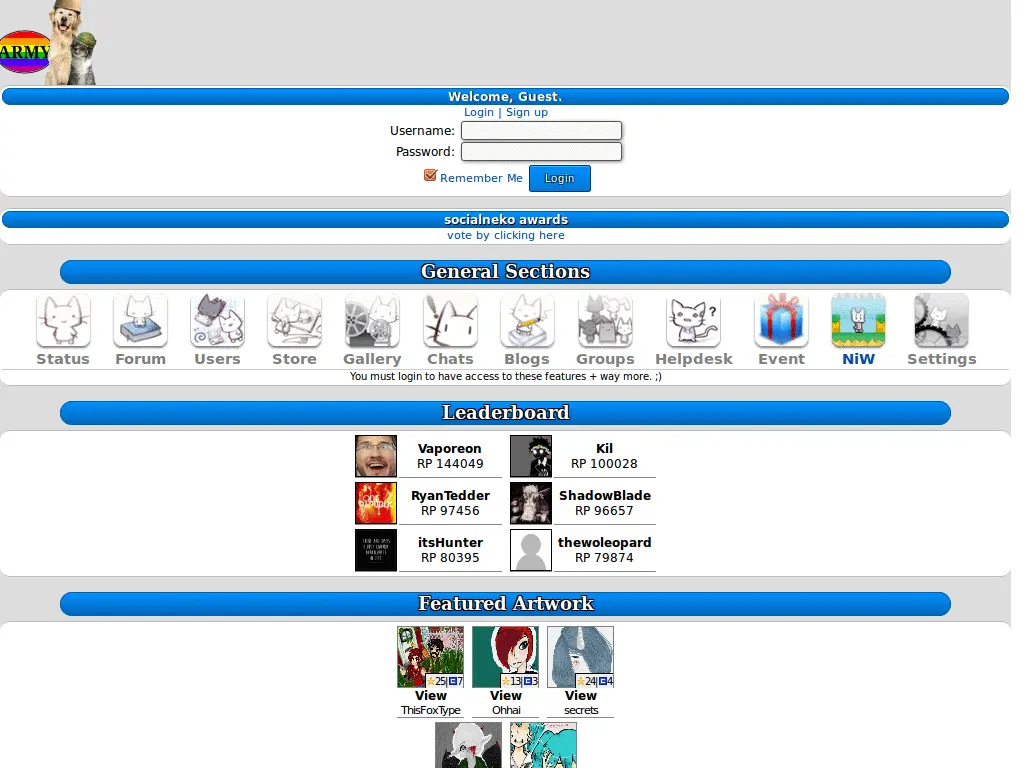 ARMY
Welcome, Guest.
Login | Sign up
Username:
Password:
Remember Me Login
socialneko awards
vote by clicking here
General Sections
Status Forum Users Store Gallery Chats Blogs Groups Helpdesk Event NiW Settings
You must login to have access to these features + way more. ;)
Leaderboard
Vaporeon Kil
RP 144049 RP 100028
RyanTedder ShadowBlade
RP 97456 RP 96657
itsHunter thewoleopard
RP 80395 RP 79874
Featured Artwork
25 7 13 3 24 4
View View View
ThisFoxType Ohhai secrets